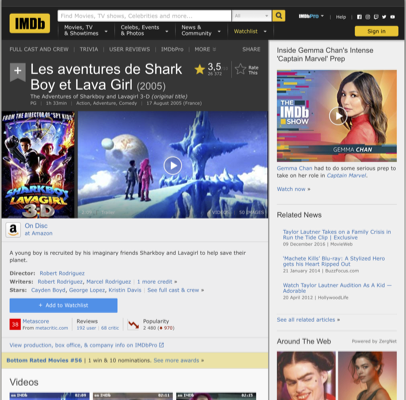 IMDb
Find Movies, TV shows, Celebrities and more...
All
IMDbPro
Help
Movies, TV & Showtimes
Celebs, Events & Photos
News & Community
Watchlist
Sign in
FULL CAST AND CREW | TRIVIA | USER REVIEWS | IMDbPro | MORE
SHARE
Les aventures de Shark Boy et Lava Girl (2005)
3,5
Rate This
The Adventures of Sharkboy and Lavagirl 3-D (original title)
PG | 1h 33min | Action, Adventure, Comedy | 17 August 2005 (France)
SHARKBOY
LAVAGIRL
3-D
On Disc
at Amazon
A young boy is recruited by his imaginary friends Sharkboy and Lavagirl to help save their planet.
Director: Robert Rodriguez
Writers: Robert Rodriguez, Marcel Rodriguez | 1 more credit »
Stars: Cayden Boyd, George Lopez, Kristin Davis | See full cast & crew »
+ Add to Watchlist
Metascore
From metacritic.com
Reviews
192 user | 68 critic
Popularity
2 480
View production, box office, & company info on IMDbPro
Bottom Rated Movies #56 | 1 win & 10 nominations. See more awards »
Videos
Inside Gemma Chan's Intense 'Captain Marvel' Prep
THE IMDb SHOW
GEMMA CHAN
Gemma Chan had to do some serious prep to take on her role in Captain Marvel.
Watch now »
Related News
Taylor Lautner Takes on a Family Crisis in Run the Tide Clip | Exclusive
09 December 2016 | MovieWeb
'Machete Kills' Blu-ray: A Stylized Hero gets his Heart Ripped Out
21 January 2014 | BuzzFocus.com
Watch Taylor Lautner Audition As A Kid — Adorable
20 April 2012 | HollywoodLife
See all related articles »
Around The Web
Powered by ZergNet